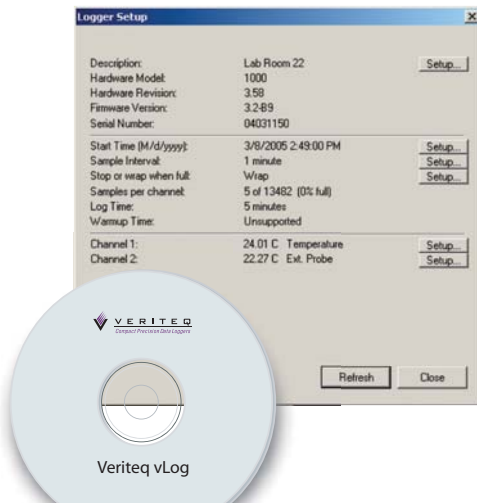 Logger Setup
Description: Lab Room 22 Setup...
Hardware Model: 1000
Hardware Revision: 3.58
Firmware Version: 3.2-B9
Serial Number: 04031150
Start Time (M/d/yyyy): 3/8/2005 2:49:00 PM Setup...
Sample Interval: 1 minute Setup...
Stop or wrap when full: Wrap Setup...
Samples per channel: 5 of 13482 (0% full)
Log Time: 5 minutes
Warmup Time: Unsupported
Channel 1: 24.01 C Temperature Setup...
Channel 2: 22.27 C Ext. Probe Setup...
Refresh Close
VERITEQ
Compact Precision Data Loggers
Veriteq vLog